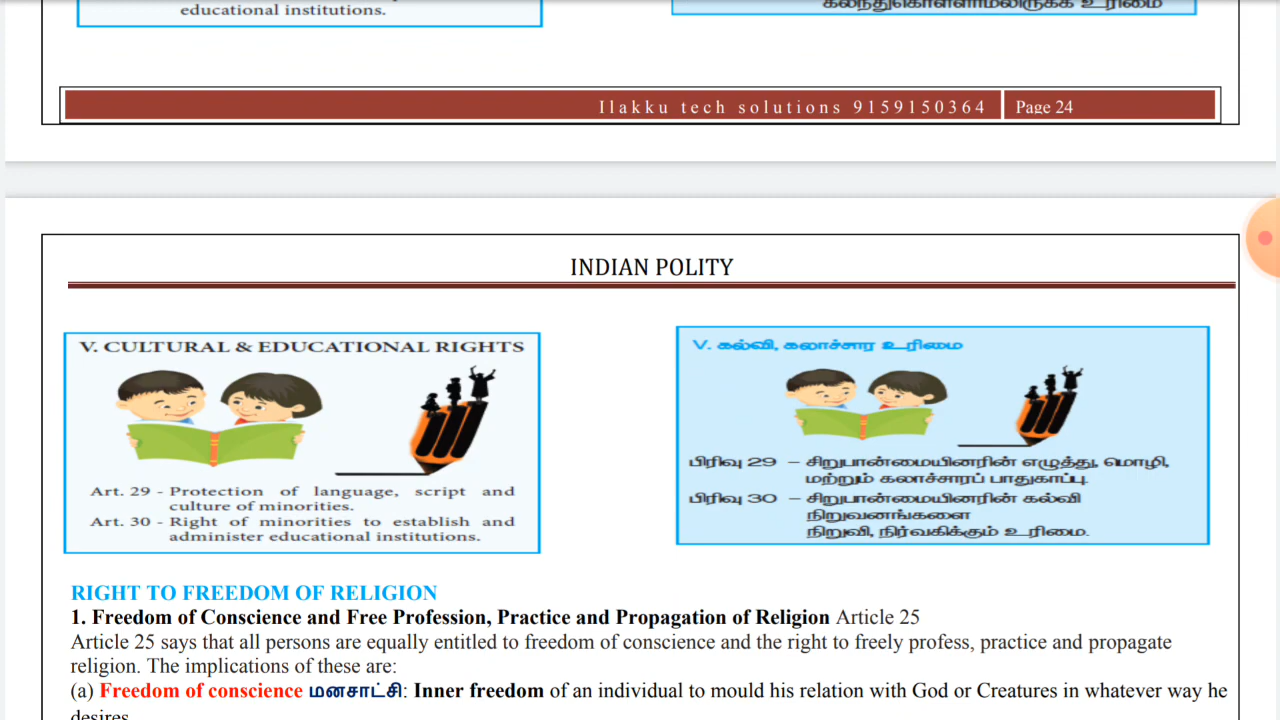 educational institutions.
கலந்துகொள்ளாமலிருக்க உரிமை
Ilakku tech solutions 9159150364 Page 24
INDIAN POLITY
V. CULTURAL & EDUCATIONAL RIGHTS
Art. 29 - Protection of language, script and
culture of minorities.
Art. 30 - Right of minorities to establish and
administer educational institutions.
V. கல்வி, கலாச்சார உரிமை
பிரிவு 29 – சிறுபான்மையினரின் எழுத்து, மொழி,
மற்றும் கலாச்சாரப் பாதுகாப்பு.
பிரிவு 30 – சிறுபான்மையினரின் கல்வி
நிறுவனங்களை
நிறுவி, நிர்வகிக்கும் உரிமை.
RIGHT TO FREEDOM OF RELIGION
1. Freedom of Conscience and Free Profession, Practice and Propagation of Religion Article 25
Article 25 says that all persons are equally entitled to freedom of conscience and the right to freely profess, practice and propagate
religion. The implications of these are:
(a) Freedom of conscience மனசாட்சி: Inner freedom of an individual to mould his relation with God or Creatures in whatever way he
desires